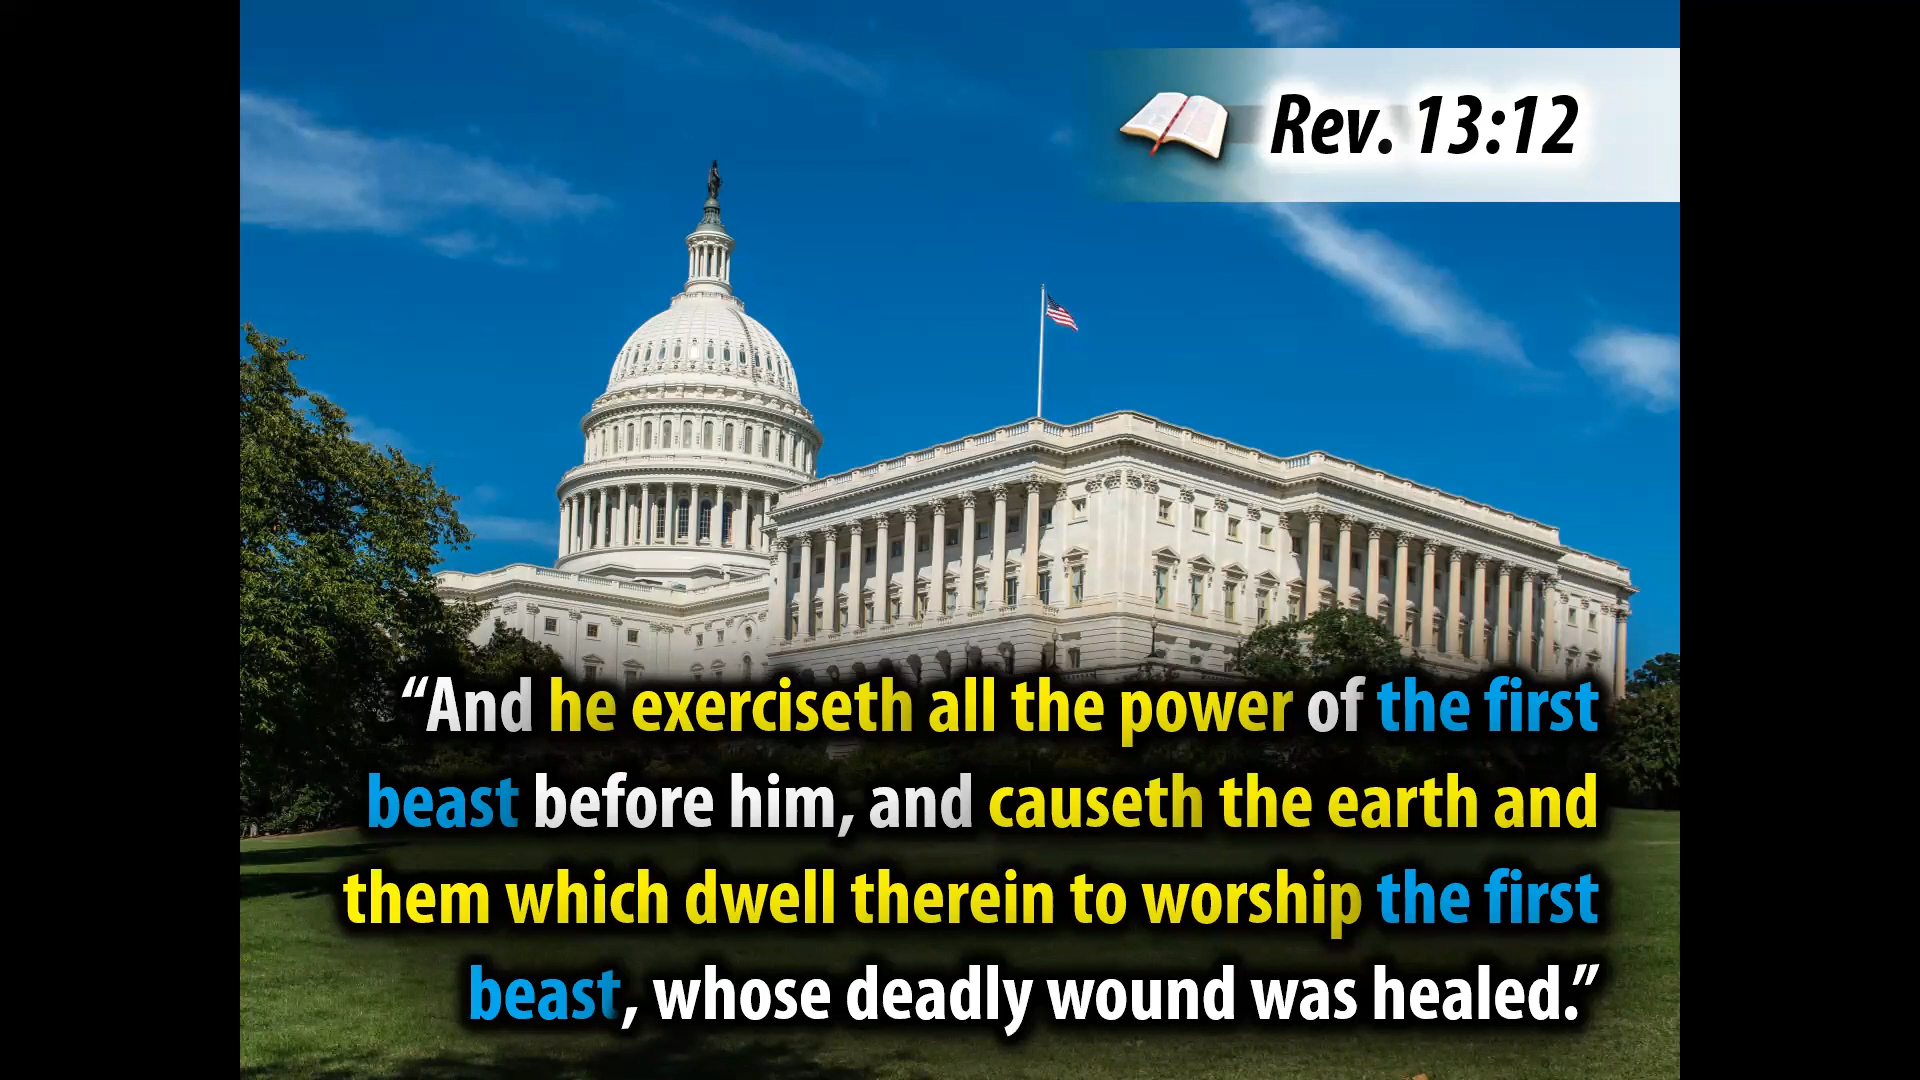 Rev. 13:12
“And he exerciseth all the power of the first
beast before him, and causeth the earth and
them which dwell therein to worship the first
beast, whose deadly wound was healed.”